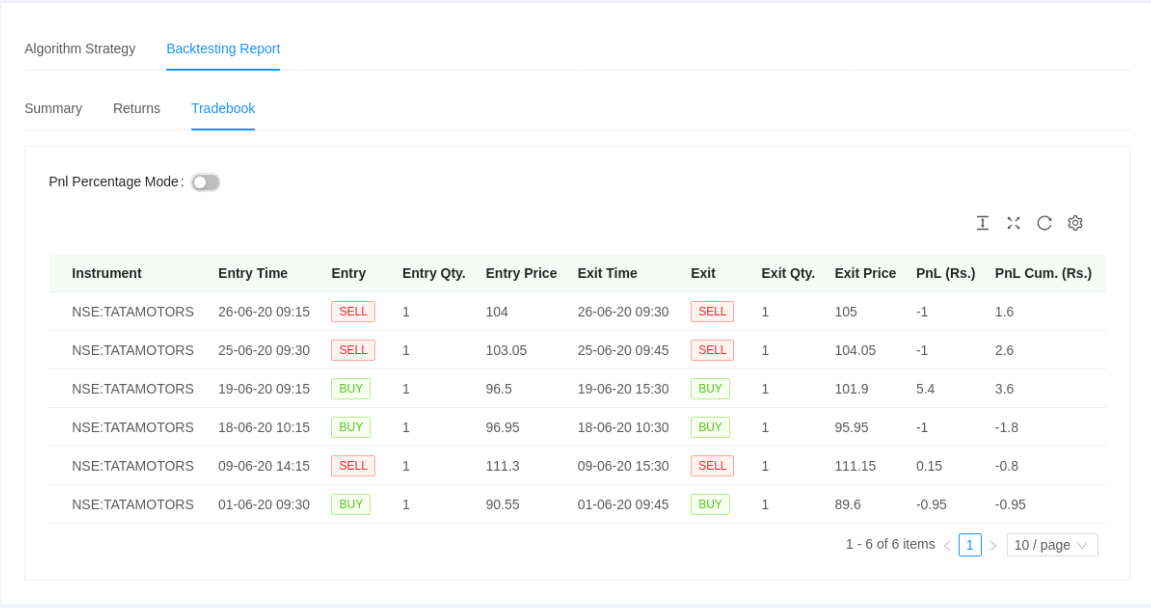 Algorithm Strategy Backtesting Report
Summary Returns Tradebook
Pnl Percentage Mode :
Instrument Entry Time Entry Entry Qty. Entry Price Exit Time Exit Exit Qty. Exit Price PnL (Rs.) PnL Cum. (Rs.)
NSE:TATAMOTORS 26-06-20 09:15 SELL 1 104 26-06-20 09:30 SELL 1 105 -1 1.6
NSE:TATAMOTORS 25-06-20 09:30 SELL 1 103.05 25-06-20 09:45 SELL 1 104.05 -1 2.6
NSE:TATAMOTORS 19-06-20 09:15 BUY 1 96.5 19-06-20 15:30 BUY 1 101.9 5.4 3.6
NSE:TATAMOTORS 18-06-20 10:15 BUY 1 96.95 18-06-20 10:30 BUY 1 95.95 -1 -1.8
NSE:TATAMOTORS 09-06-20 14:15 SELL 1 111.3 09-06-20 15:30 SELL 1 111.15 0.15 -0.8
NSE:TATAMOTORS 01-06-20 09:30 BUY 1 90.55 01-06-20 09:45 BUY 1 89.6 -0.95 -0.95
1 - 6 of 6 items < 1 > 10 / page